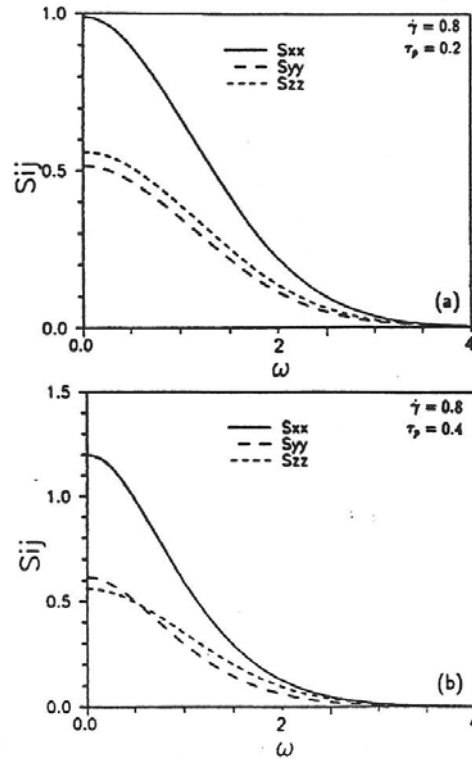 1.0
γ̇ = 0.8
τp = 0.2
Sxx
Syy
Szz
Sij
0.5
0.0
(a)
0.0
2
4
ω
1.5
γ̇ = 0.8
τp = 0.4
Sxx
Syy
Szz
1.0
Sij
0.5
0.0
(b)
0.0
2
4
ω